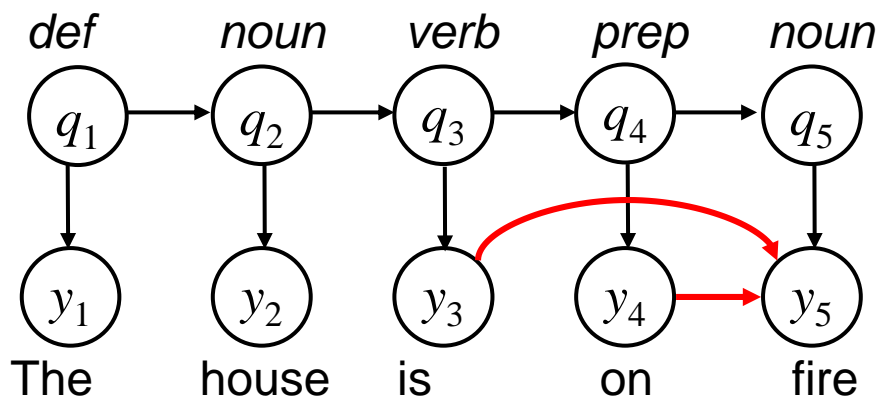 def noun verb prep noun
q1 q2 q3 q4 q5
y1 y2 y3 y4 y5
The house is on fire